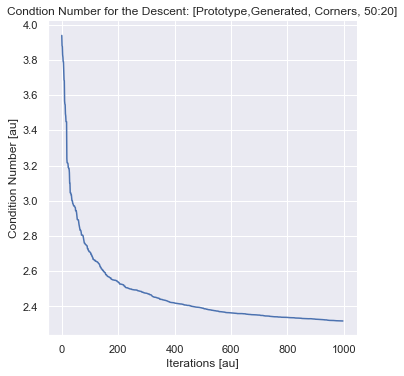 Condtion Number for the Descent: [Prototype,Generated, Corners, 50:20]
4.0
3.8
3.6
3.4
3.2
3.0
2.8
2.6
2.4
Condition Number [au]
0 200 400 600 800 1000
Iterations [au]